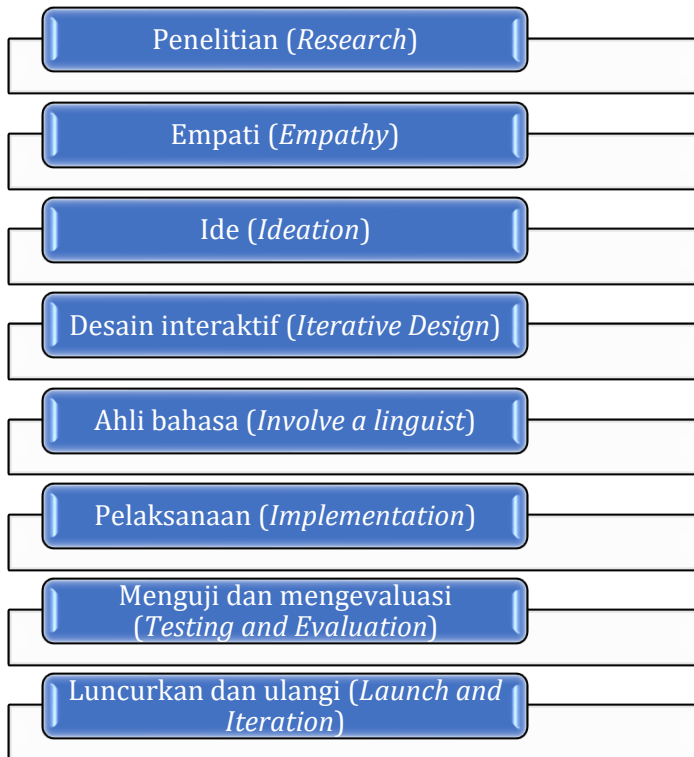 Penelitian (Research)
Empati (Empathy)
Ide (Ideation)
Desain interaktif (Iterative Design)
Ahli bahasa (Involve a linguist)
Pelaksanaan (Implementation)
Menguji dan mengevaluasi
(Testing and Evaluation)
Luncurkan dan ulangi (Launch and
Iteration)